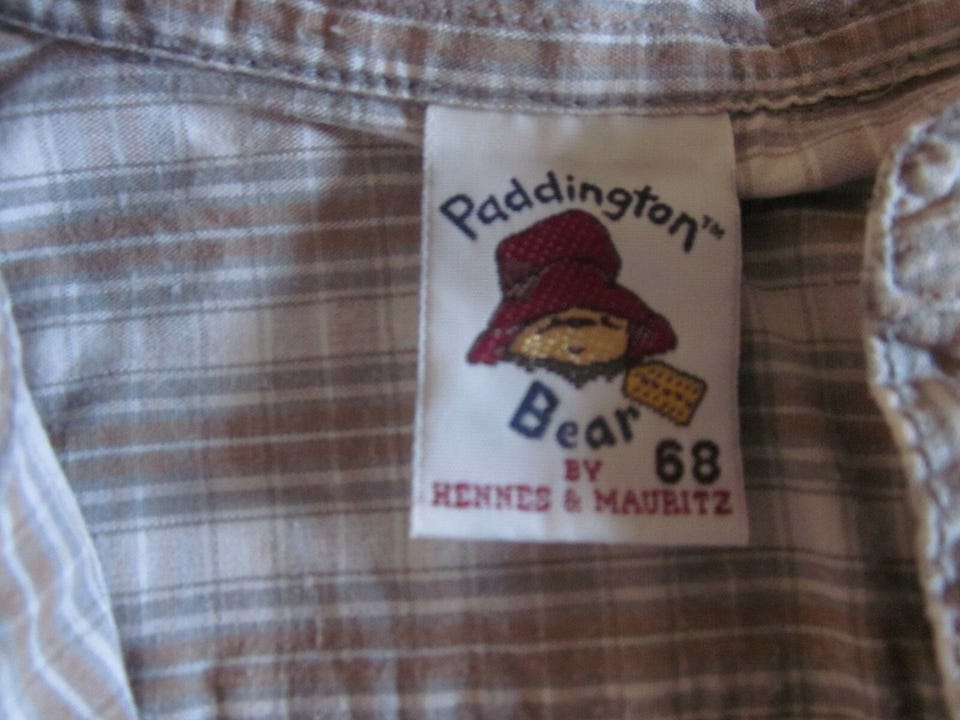 Paddington™
Bear
68
BY
HENNES & MAURITZ